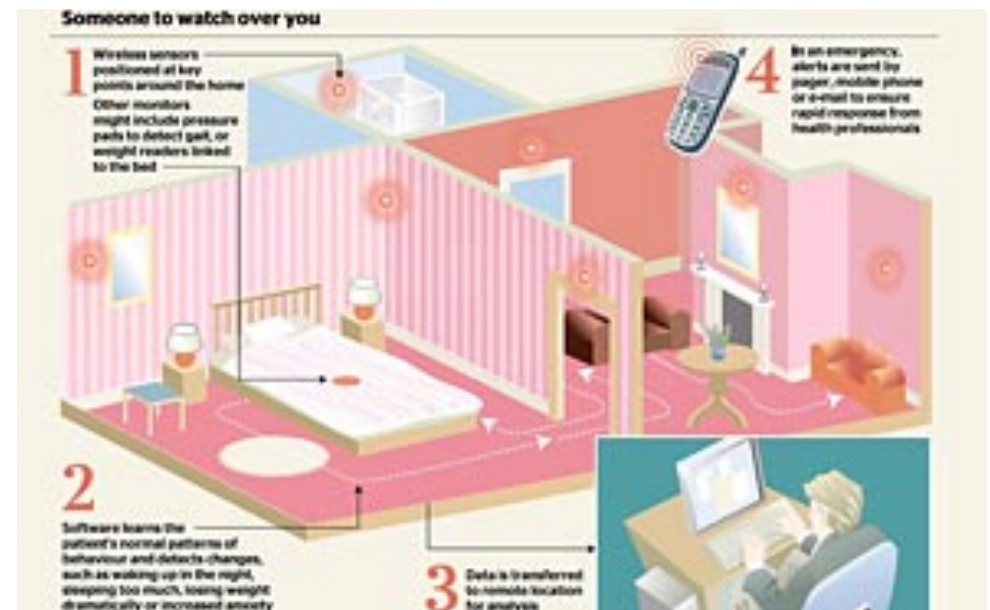 Someone to watch over you
1
Wireless sensors
positioned at key
points around the home
Other monitors
might include pressure
pads to detect gait, or
weight readers linked
to the bed
2
Software learns the
patient's normal patterns of
behaviour and detects changes,
such as waking up in the night,
sleeping too much, losing weight
dramatically or increased anxiety
3
Data is transferred
to remote location
for analysis
4
In an emergency,
alerts are sent by
pager, mobile phone
or e-mail to ensure
rapid response from
health professionals